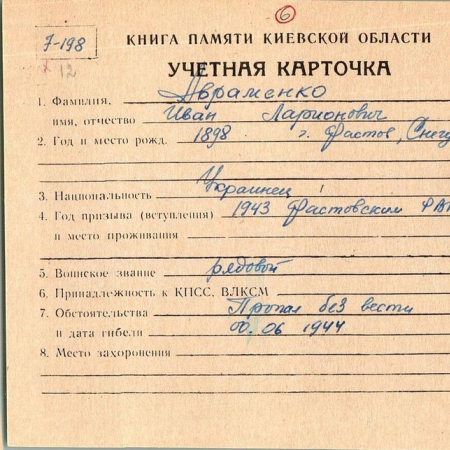 6
7-198
12
КНИГА ПАМЯТИ КИЕВСКОЙ ОБЛАСТИ
УЧЕТНАЯ КАРТОЧКА
1. Фамилия, Авраменко
имя, отчество Иван Ларионович
2. Год и место рожд. 1898 г. Фастов,
3. Национальность Украинец
4. Год призыва (вступления) 1943 Фастовским
и место проживания
5. Воинское звание рядовой
6. Принадлежность к КПСС, ВЛКСМ
7. Обстоятельства Пропал без вести
и дата гибели 00.06 1944
8. Место захоронения